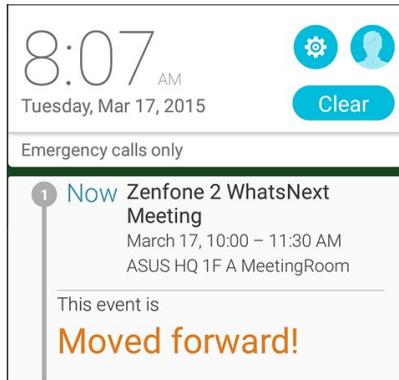 8:07 AM
Tuesday, Mar 17, 2015
Clear
Emergency calls only
1 Now Zenfone 2 WhatsNext
Meeting
March 17, 10:00 – 11:30 AM
ASUS HQ 1F A MeetingRoom
This event is
Moved forward!